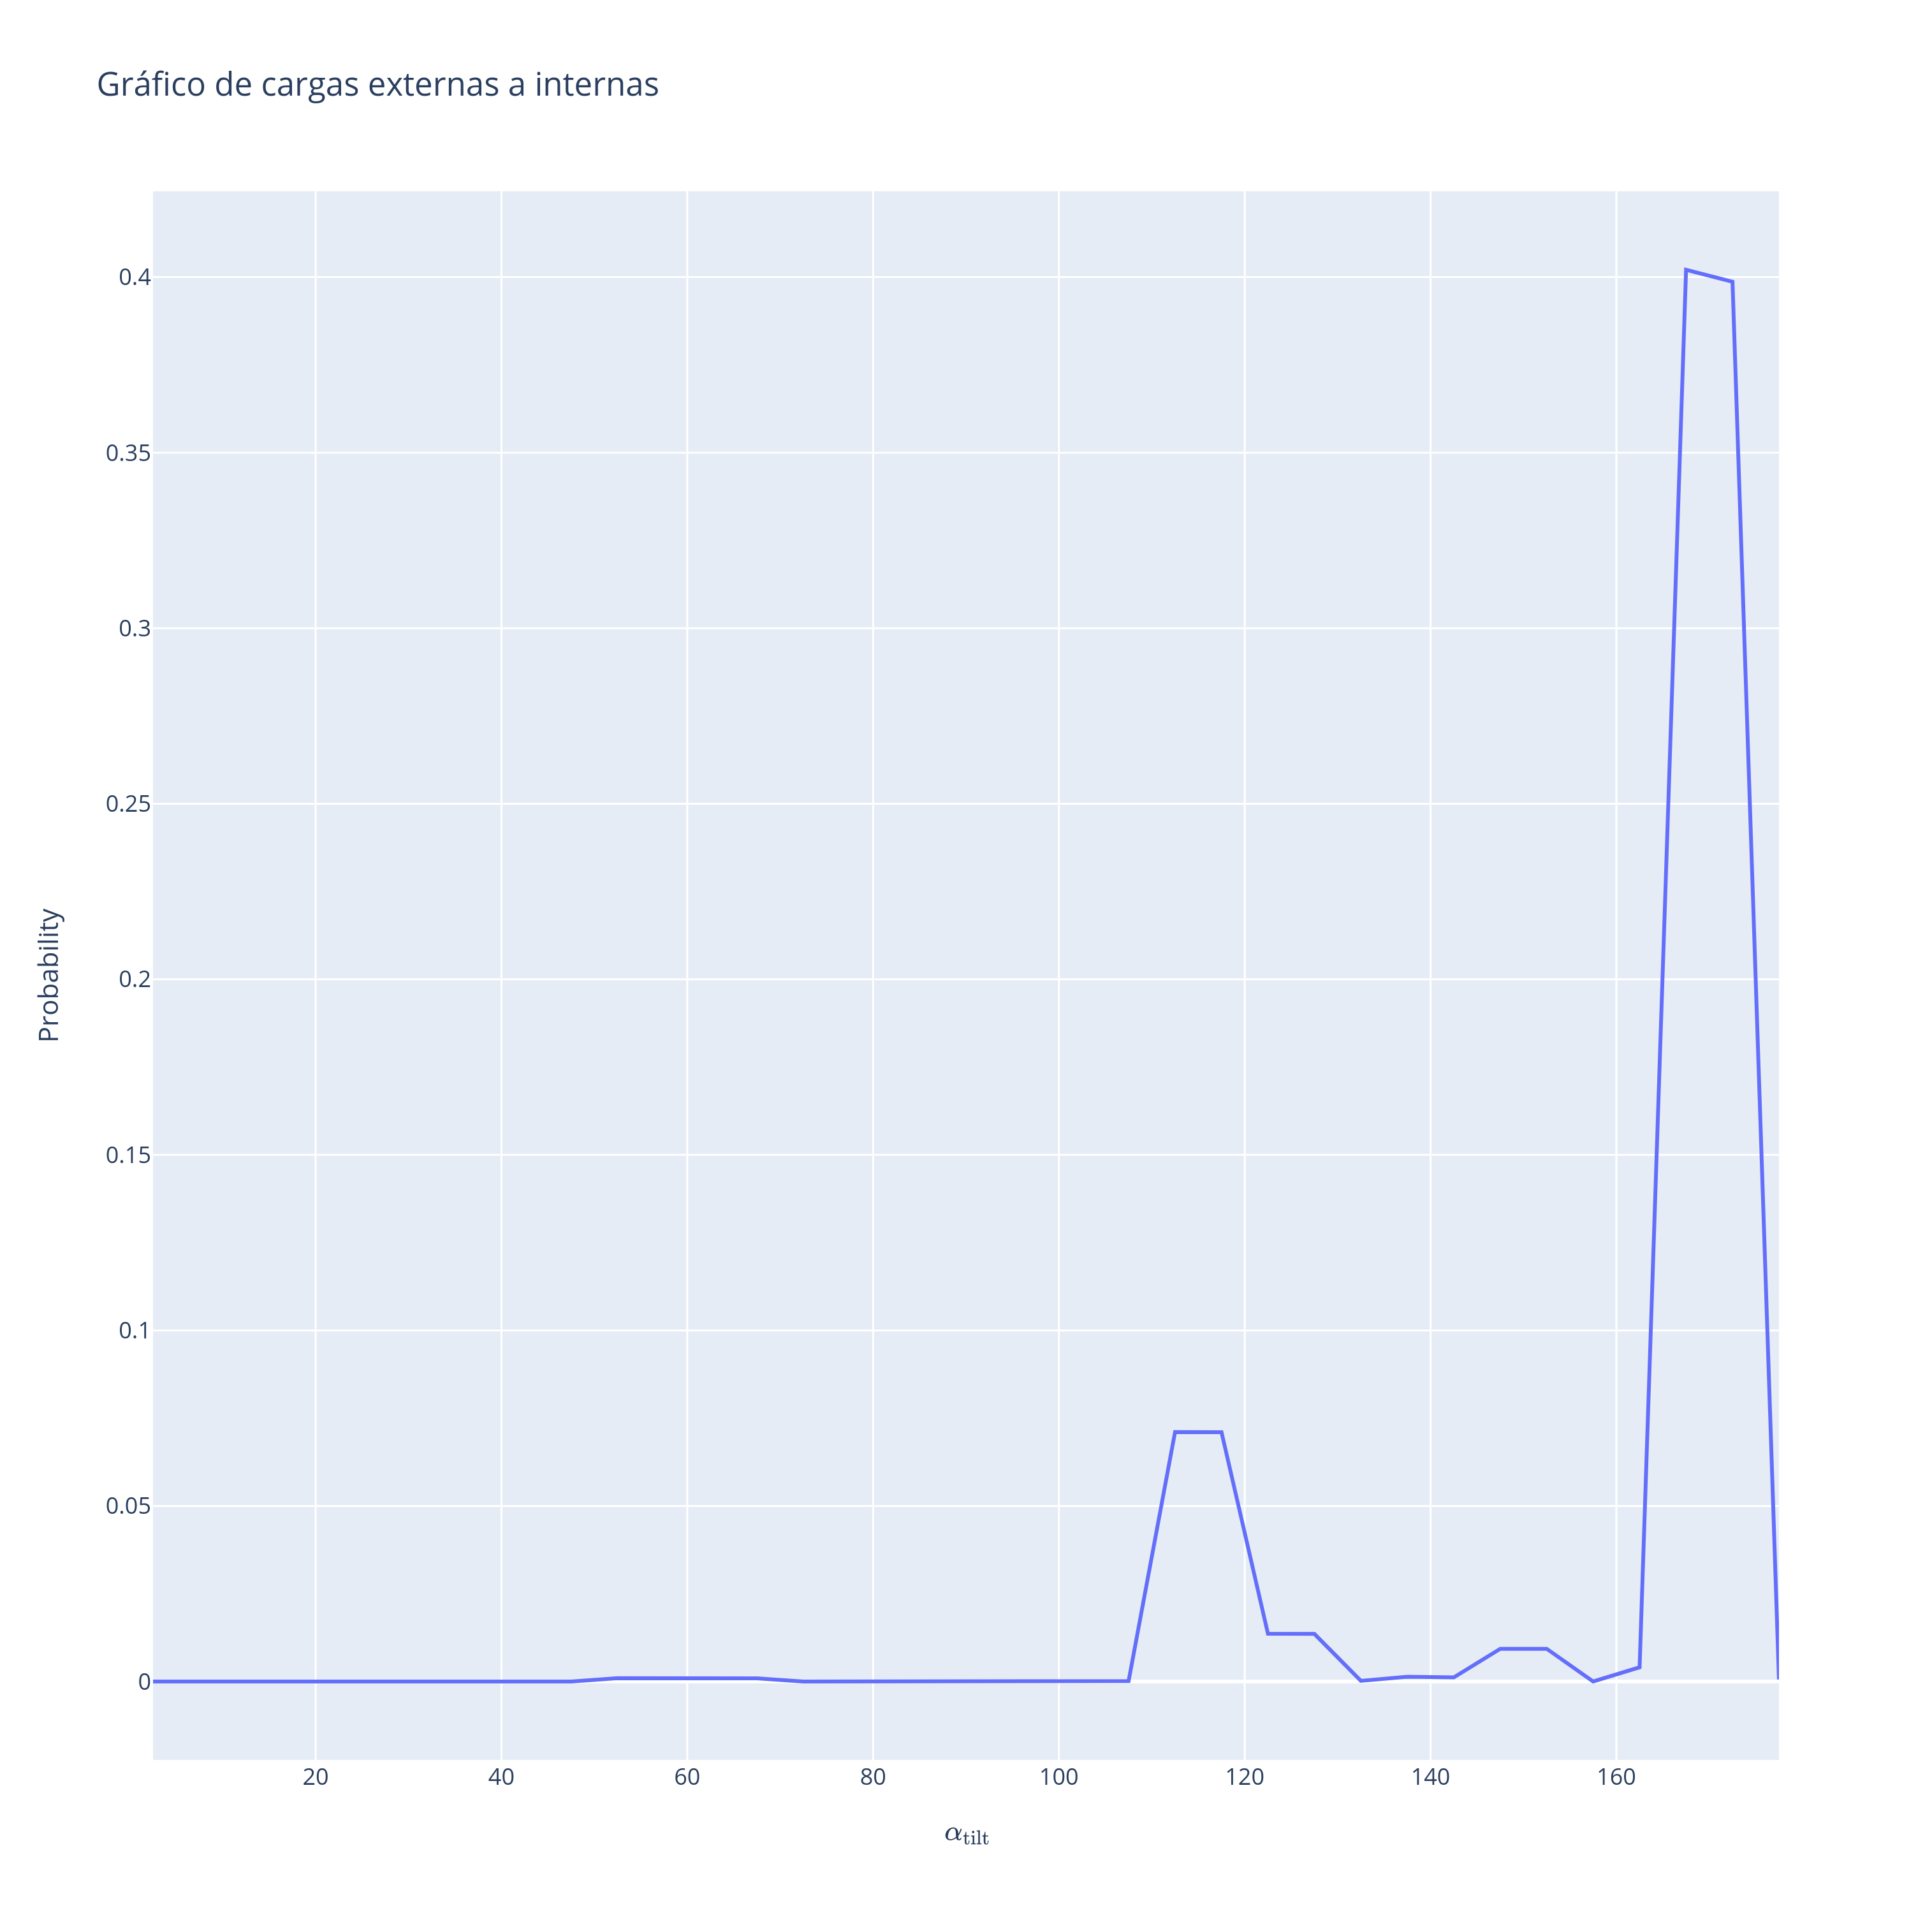 Gráfico de cargas externas a internas
0.4
0.35
0.3
0.25
0.2
0.15
0.1
0.05
0
Probability
20 40 60 80 100 120 140 160
α_tilt